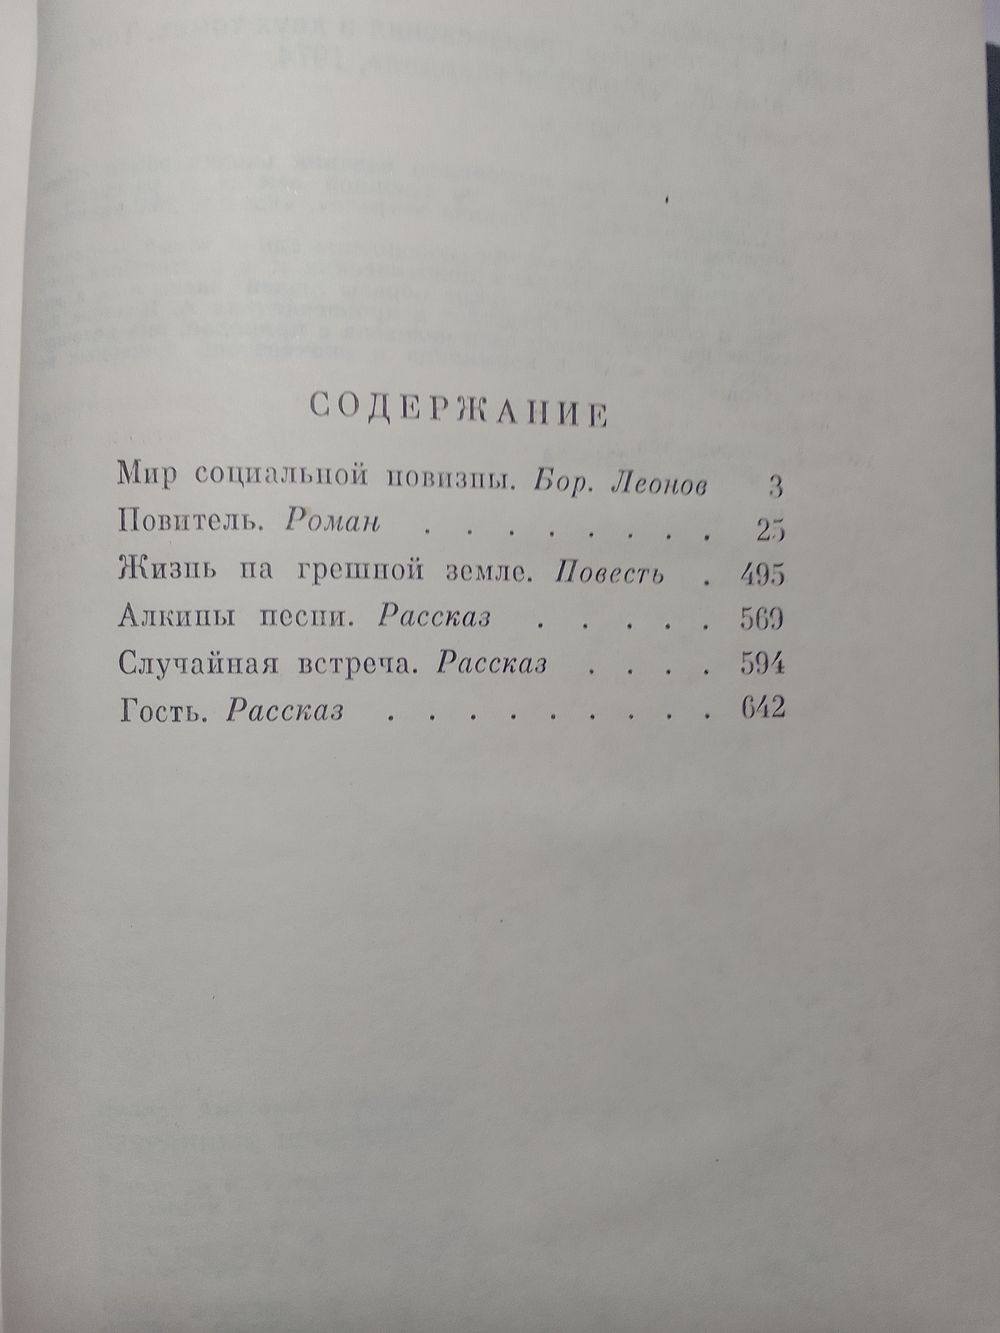 СОДЕРЖАНИЕ
Мир социальной новизны. Бор. Леонов 3
Повитель. Роман . . . . . . . . 25
Жизнь на грешной земле. Повесть . 495
Алкины песни. Рассказ . . . . . 569
Случайная встреча. Рассказ . . . . 594
Гость. Рассказ . . . . . . . . . 642